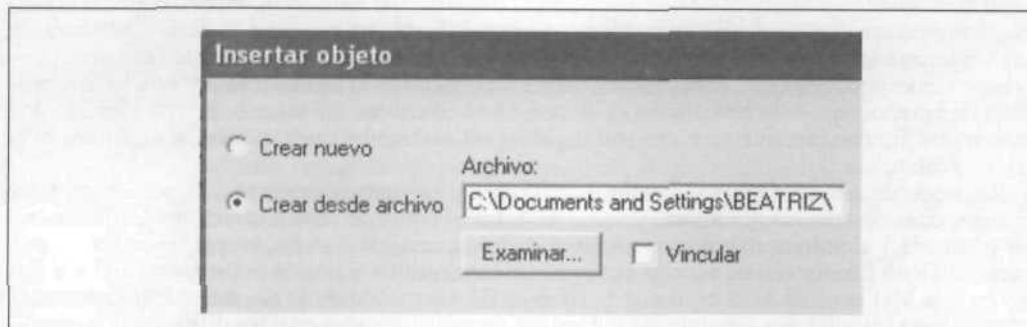 Insertar objeto
Crear nuevo
Archivo:
Crear desde archivo C:\Documents and Settings\BEATRIZ\
Examinar... Vincular